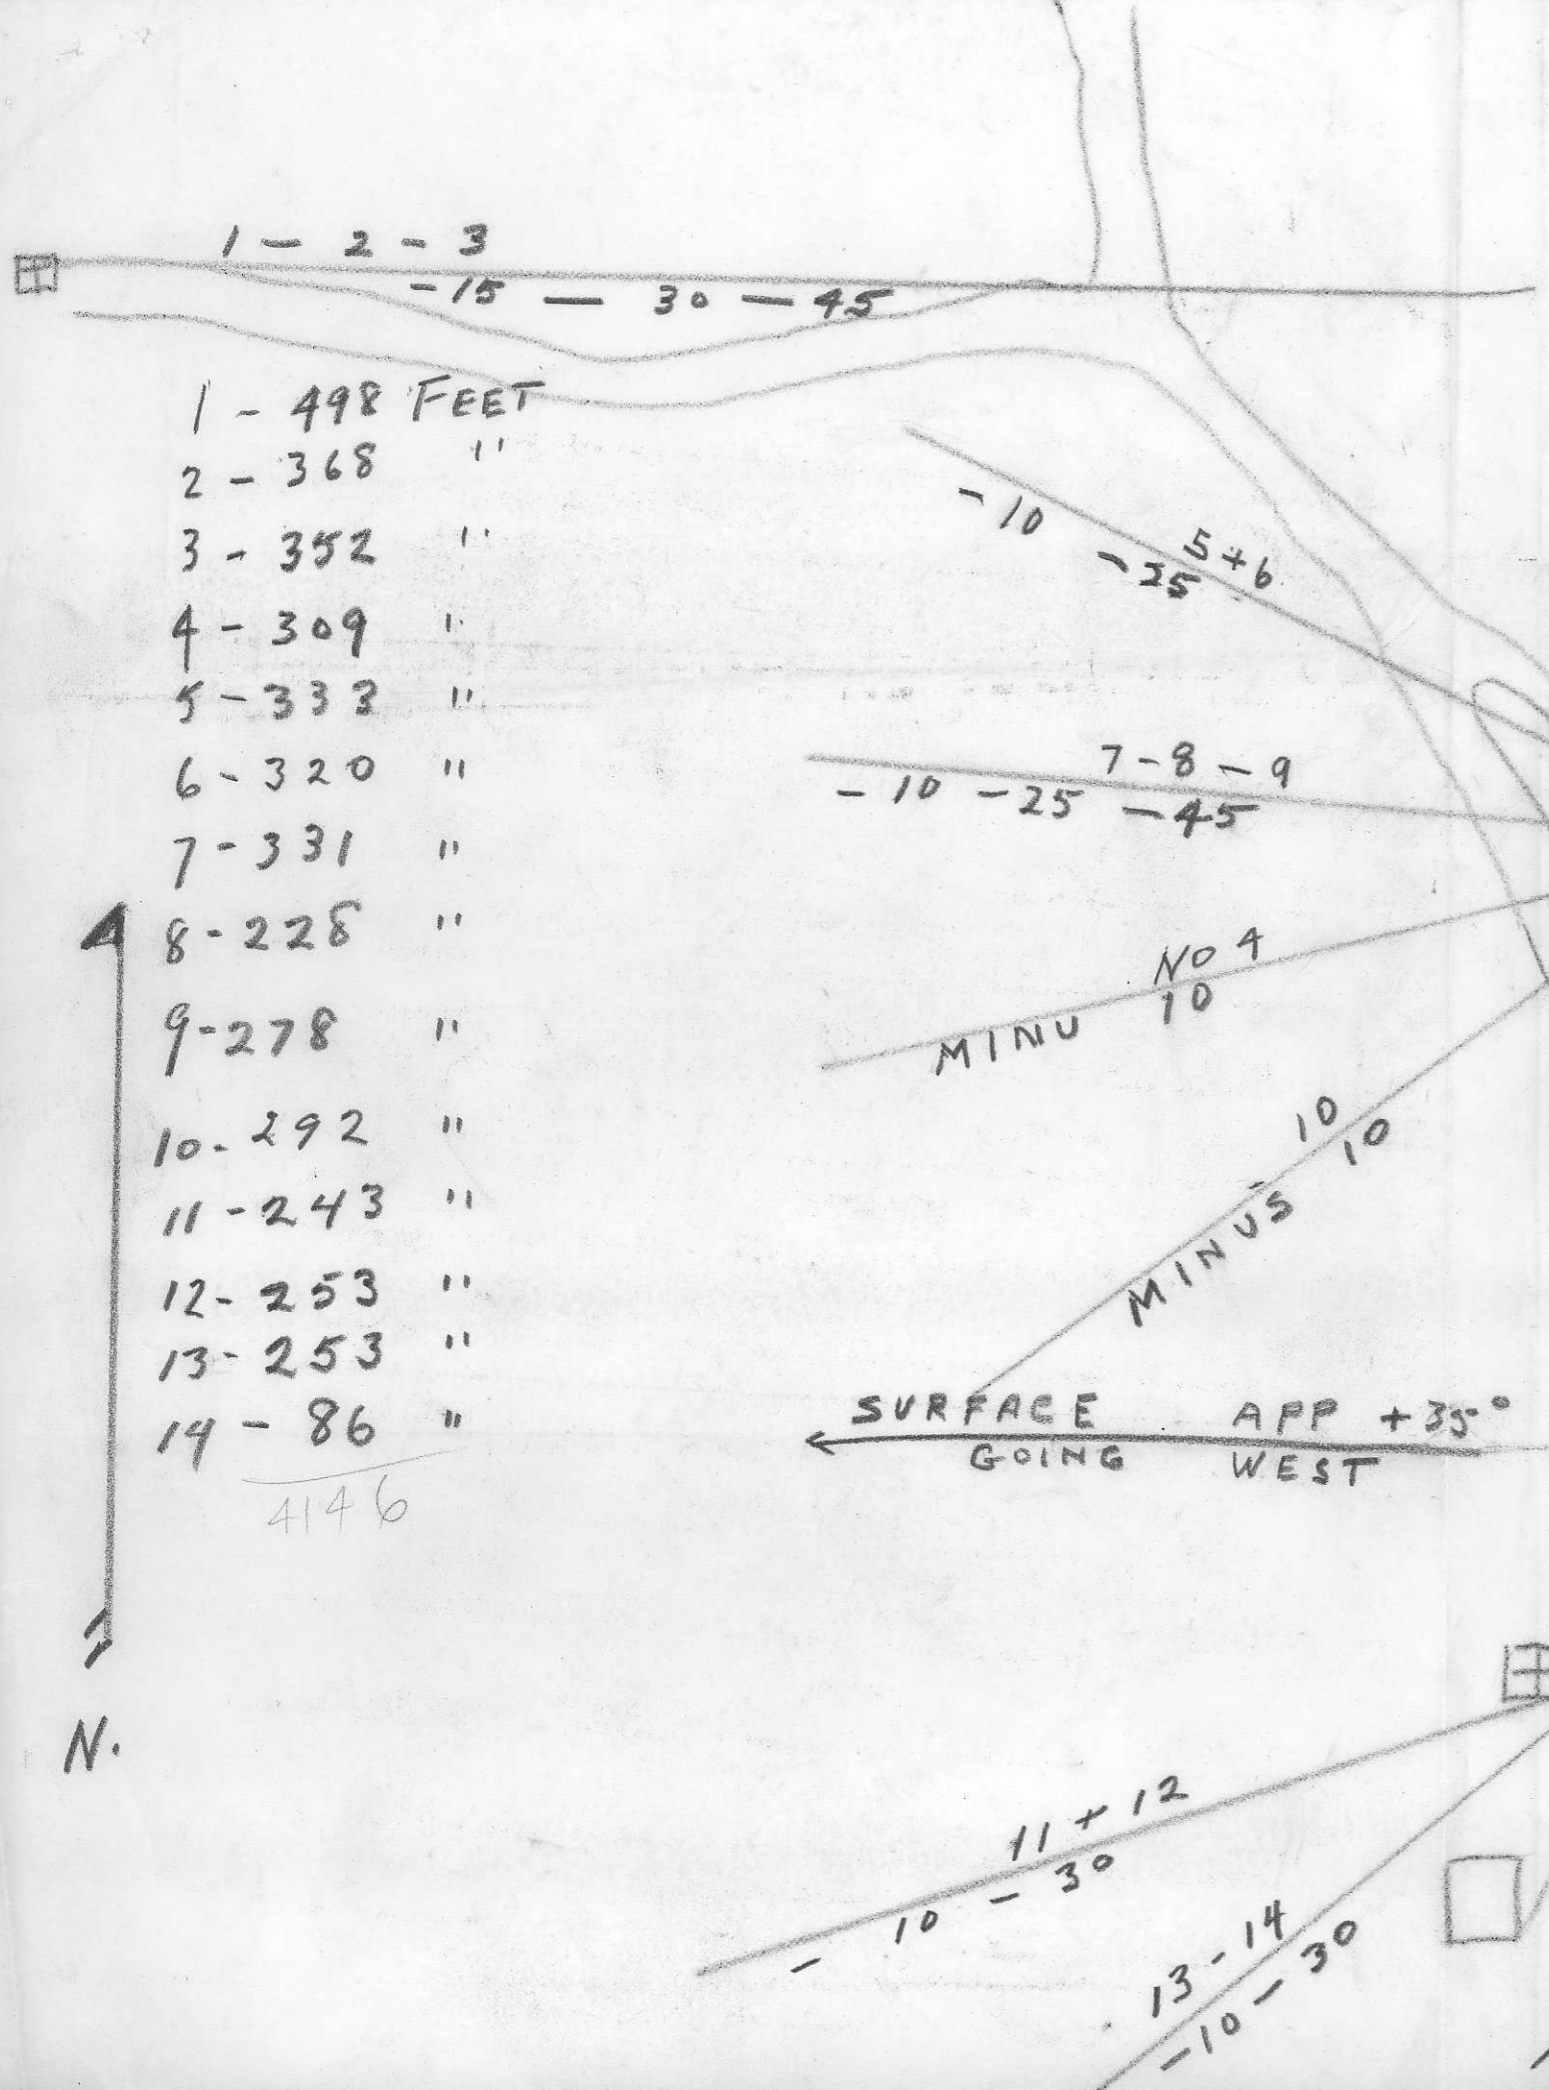 1 - 2 - 3
-15 - 30 - 45
1 - 498 FEET
2 - 368 "
3 - 352 "
4 - 309 "
5 - 333 "
6 - 320 "
7 - 331 "
8 - 228 "
9 - 278 "
10 - 292 "
11 - 243 "
12 - 253 "
13 - 253 "
14 - 86 "
4146
N.
5 + 6
- 10 - 25
7 - 8 - 9
- 10 - 25 - 45
NO 4
MINU 10
10
MINUS 10
SURFACE APP + 35°
GOING WEST
11 + 12
- 10 - 30
13 - 14
-10 - 30